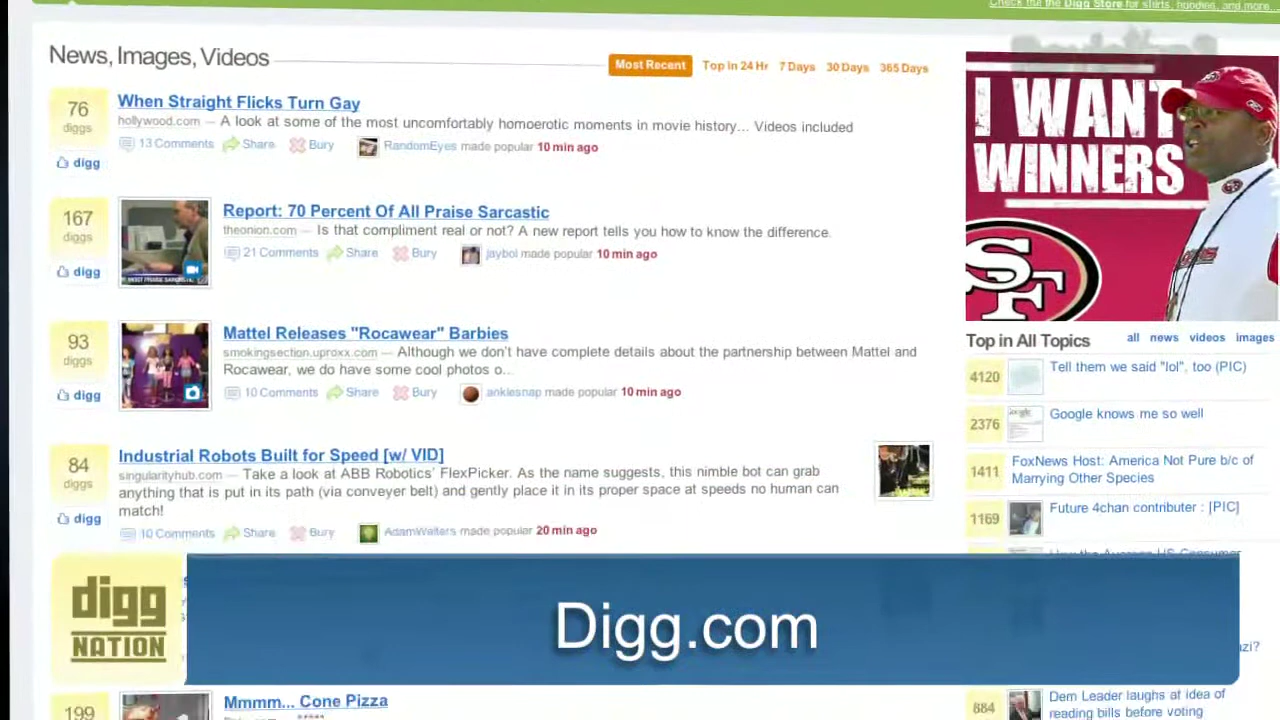 Check out the Digg Store for shirts, hoodies, and more...
News, Images, Videos
Most Recent
Top in 24 Hr
7 Days
30 Days
365 Days
76
diggs
digg
When Straight Flicks Turn Gay
hollywood.com — A look at some of the most uncomfortably homoerotic moments in movie history... Videos included
13 Comments Share Bury RandomEyes made popular 10 min ago
167
diggs
digg
Report: 70 Percent Of All Praise Sarcastic
theonion.com — Is that compliment real or not? A new report tells you how to know the difference.
21 Comments Share Bury jaybol made popular 10 min ago
93
diggs
digg
Mattel Releases "Rocawear" Barbies
smokingsection.uproxx.com — Although we don't have complete details about the partnership between Mattel and
Rocawear, we do have some cool photos o...
10 Comments Share Bury anklesnap made popular 10 min ago
84
diggs
digg
Industrial Robots Built for Speed [w/ VID]
singularityhub.com — Take a look at ABB Robotics' FlexPicker. As the name suggests, this nimble bot can grab
anything that is put in its path (via conveyer belt) and gently place it in its proper space at speeds no human can
match!
10 Comments Share Bury AdamWalters made popular 20 min ago
199
Mmmm... Cone Pizza
I WANT
WINNERS
SF
Top in All Topics
all news videos images
4120
Tell them we said "lol", too (PIC)
2376
Google knows me so well
1411
FoxNews Host: America Not Pure b/c of
Marrying Other Species
1169
Future 4chan contributer : [PIC]
How the Average US Consumer
884
Dem Leader laughs at idea of
reading bills before voting
digg
NATION
Digg.com